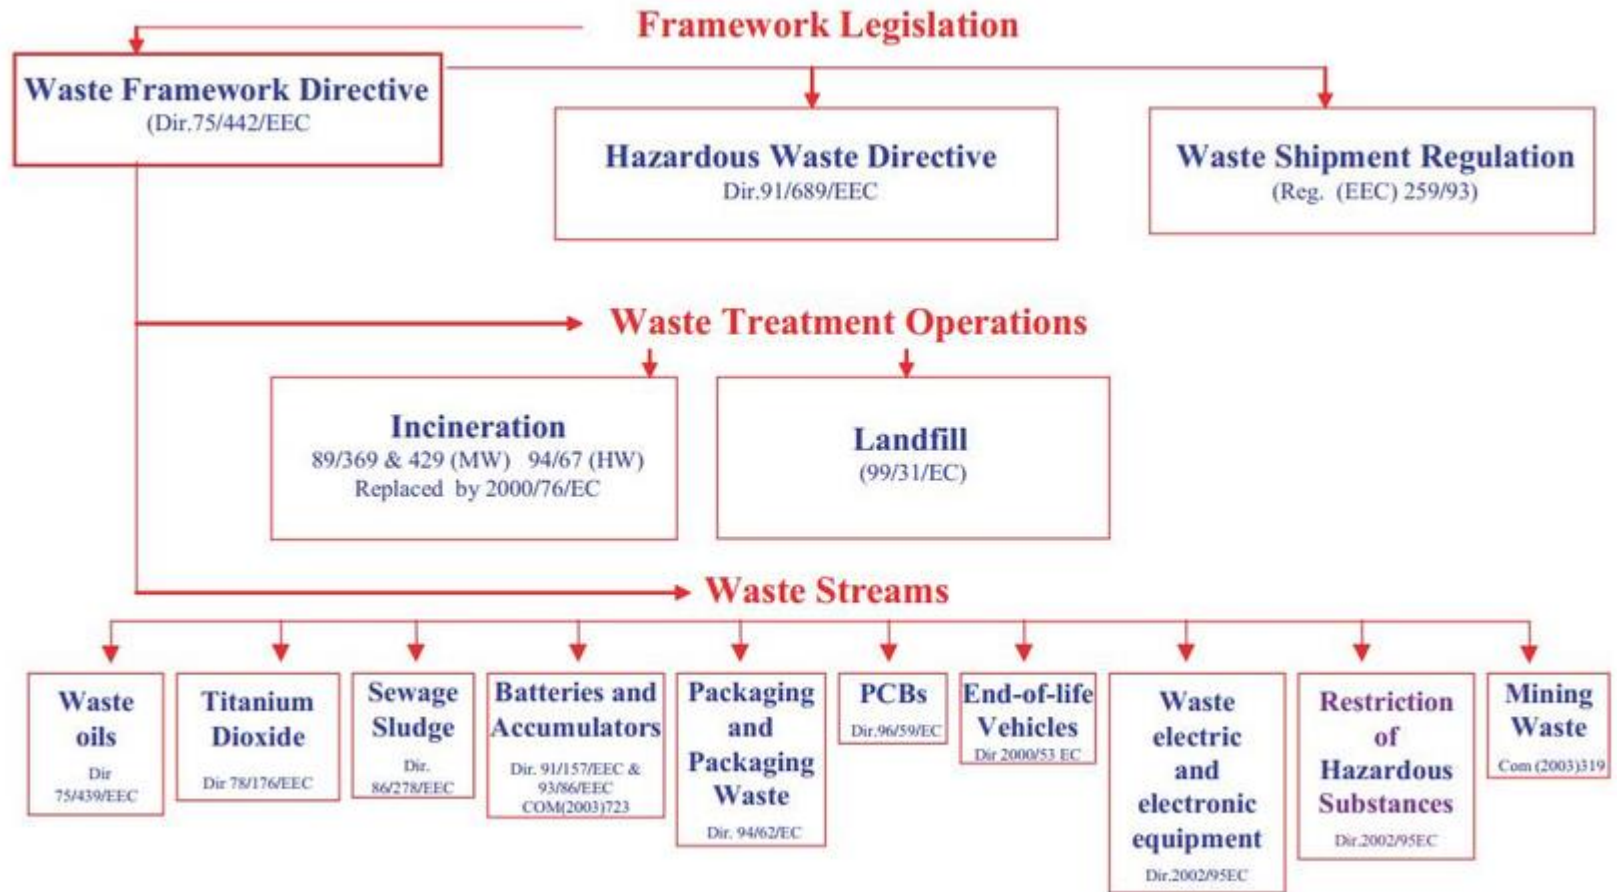 Framework Legislation
Waste Framework Directive
(Dir.75/442/EEC
Hazardous Waste Directive
Dir.91/689/EEC
Waste Shipment Regulation
(Reg. (EEC) 259/93)
Waste Treatment Operations
Incineration
89/369 & 429 (MW) 94/67 (HW)
Replaced by 2000/76/EC
Landfill
(99/31/EC)
Waste Streams
Waste
oils
Dir
75/439/EEC
Titanium
Dioxide
Dir 78/176/EEC
Sewage
Sludge
Dir.
86/278/EEC
Batteries and
Accumulators
Dir. 91/157/EEC &
93/86/EEC
COM(2003)723
Packaging
and
Packaging
Waste
Dir. 94/62/EC
PCBs
Dir.96/59/EC
End-of-life
Vehicles
Dir 2000/53 EC
Waste
electric
and
electronic
equipment
Dir.2002/95EC
Restriction
of
Hazardous
Substances
Dir.2002/95EC
Mining
Waste
Com (2003)319